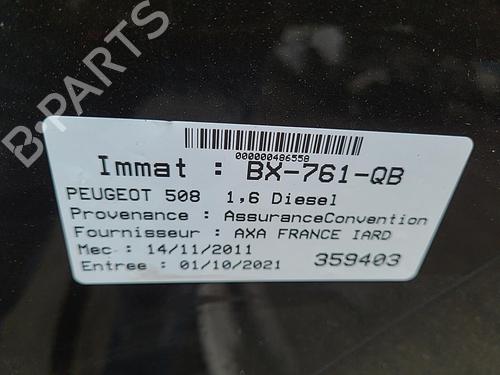 B-PARTS
000000486558
Immat : BX-761-QB
PEUGEOT 508 1,6 Diesel
Provenance : AssuranceConvention
Fournisseur : AXA FRANCE IARD
Mec : 14/11/2011
Entree : 01/10/2021 359403